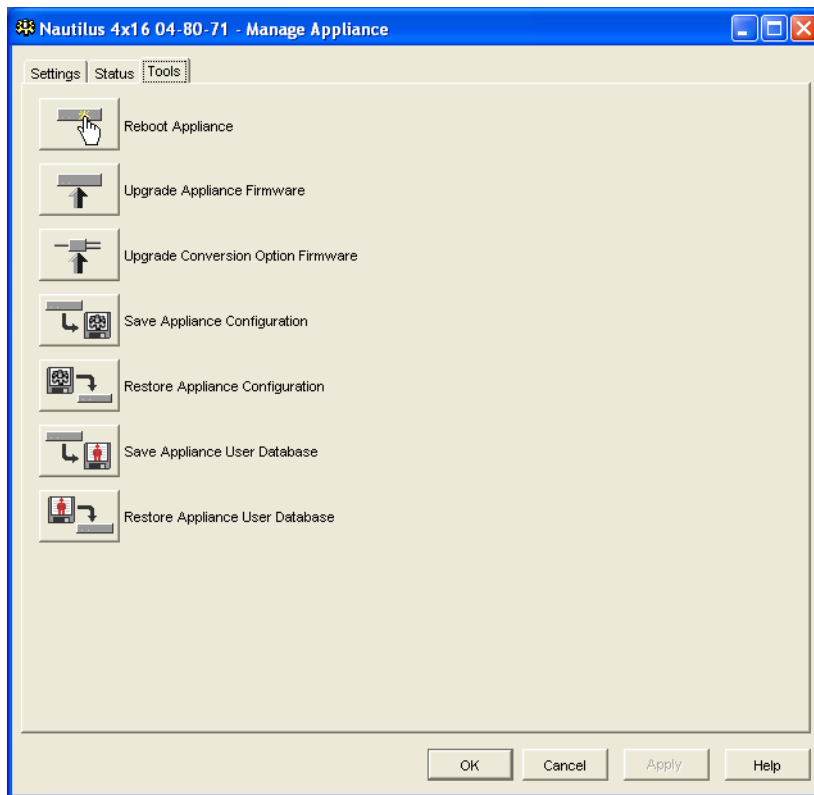 Nautilus 4x16 04-80-71 - Manage Appliance
Settings Status Tools
Reboot Appliance
Upgrade Appliance Firmware
Upgrade Conversion Option Firmware
Save Appliance Configuration
Restore Appliance Configuration
Save Appliance User Database
Restore Appliance User Database
OK Cancel Apply Help